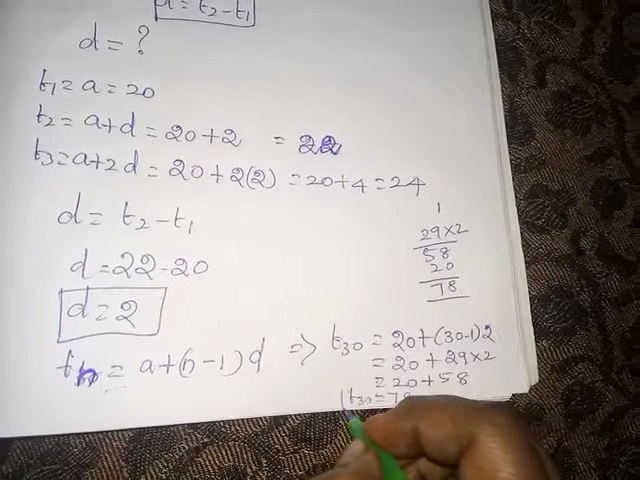 d = t₂ - t₁
d = ?
t₁ = a = 20
t₂ = a+d = 20+2 = 22
t₃ = a+2d = 20+2(2) = 20+4 = 24
d = t₂ - t₁
d = 22-20
d = 2
1
29×2
58
20
78
tₙ = a+(n-1)d => t₃₀ = 20+(30-1)2
= 20+29×2
= 20+58
t₃₀ = 78